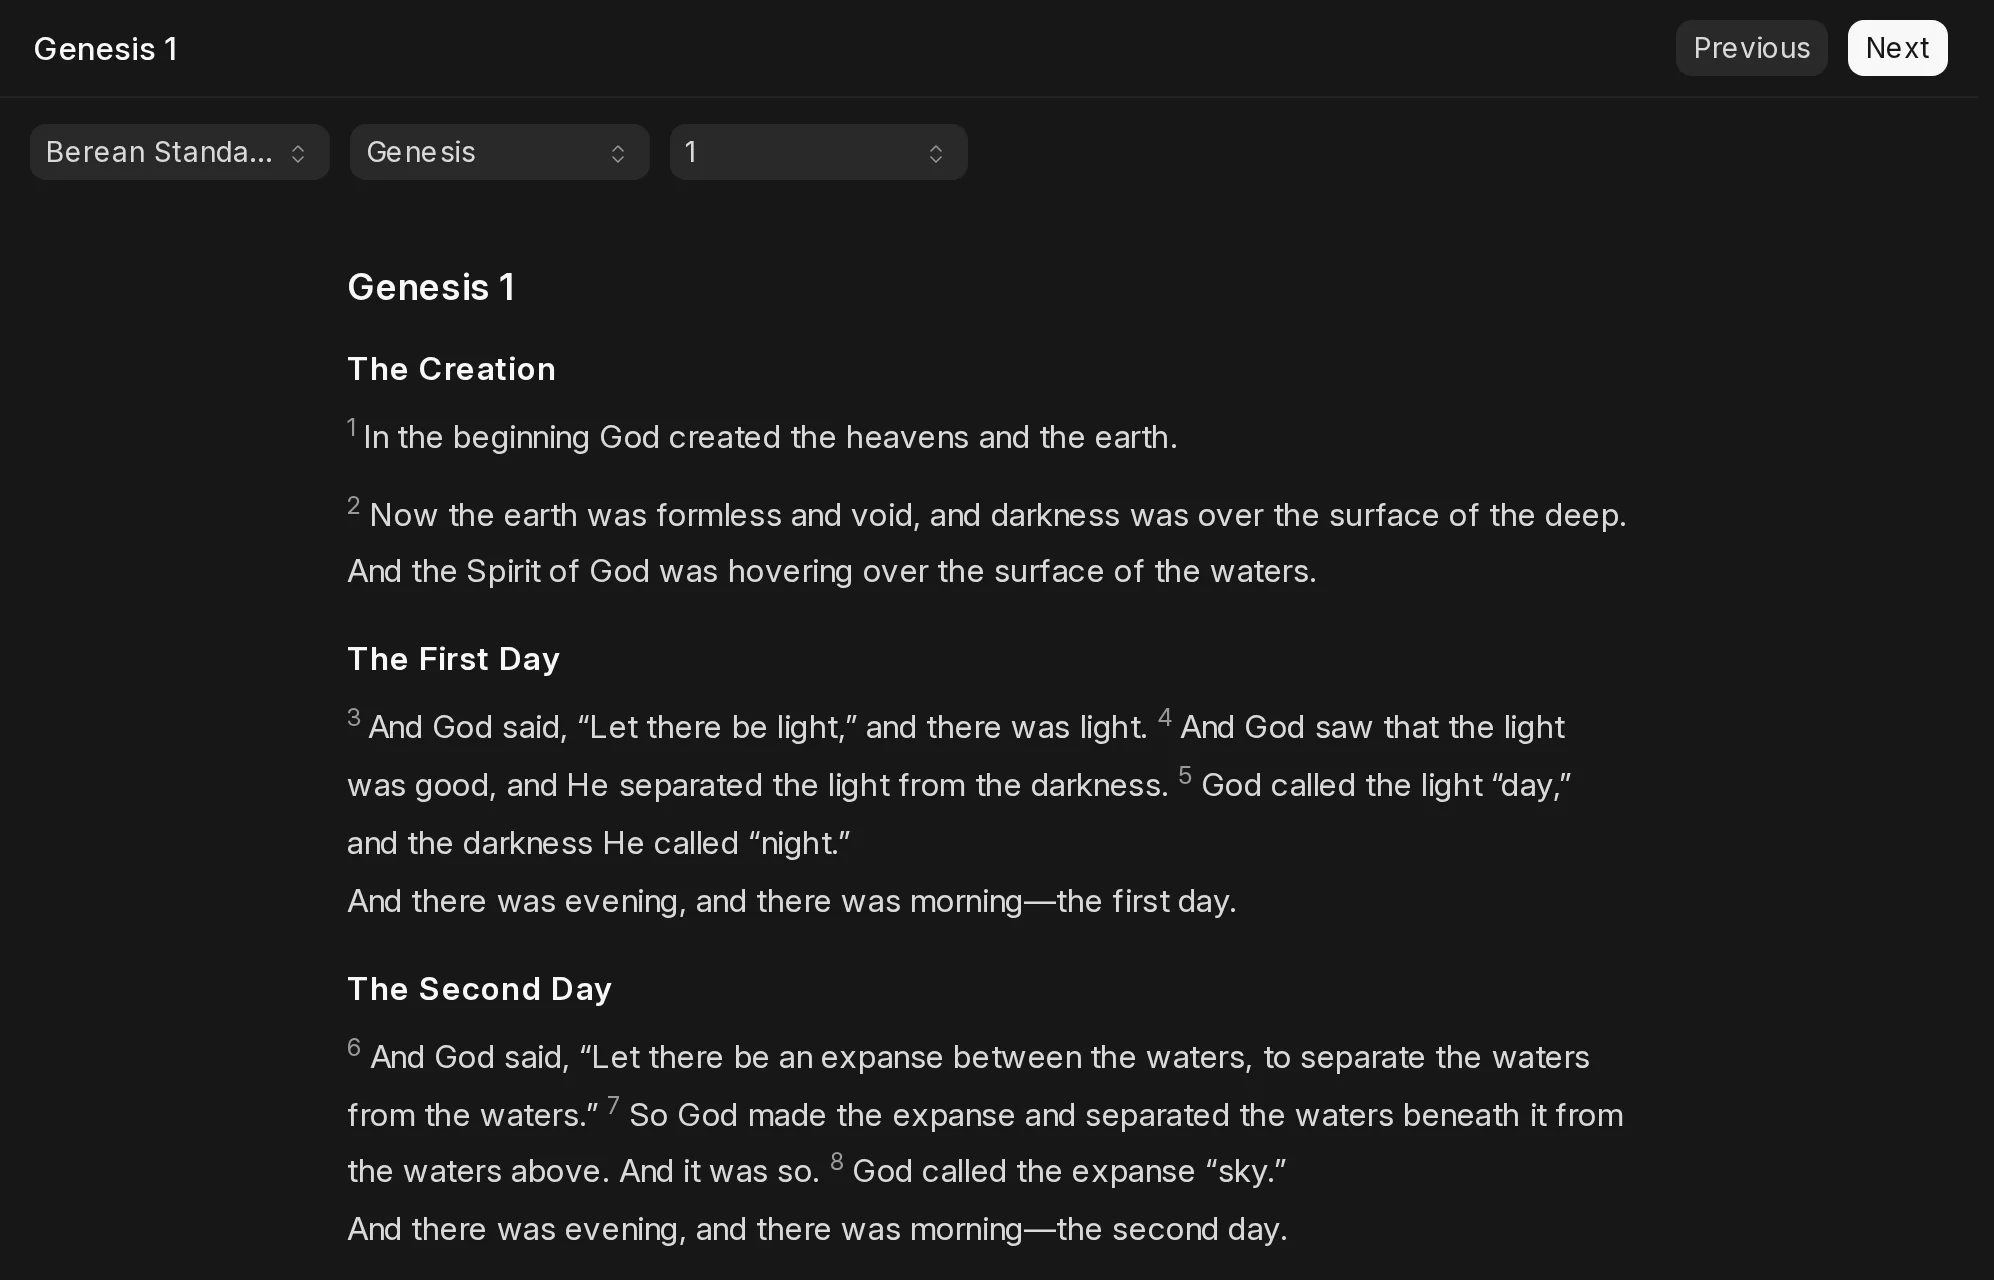 Genesis 1
Previous
Next
Berean Standa...
Genesis
1
Genesis 1
The Creation
1 In the beginning God created the heavens and the earth.
2 Now the earth was formless and void, and darkness was over the surface of the deep.
And the Spirit of God was hovering over the surface of the waters.
The First Day
3 And God said, “Let there be light,” and there was light. 4 And God saw that the light
was good, and He separated the light from the darkness. 5 God called the light “day,”
and the darkness He called “night.”
And there was evening, and there was morning—the first day.
The Second Day
6 And God said, “Let there be an expanse between the waters, to separate the waters
from the waters.” 7 So God made the expanse and separated the waters beneath it from
the waters above. And it was so. 8 God called the expanse “sky.”
And there was evening, and there was morning—the second day.